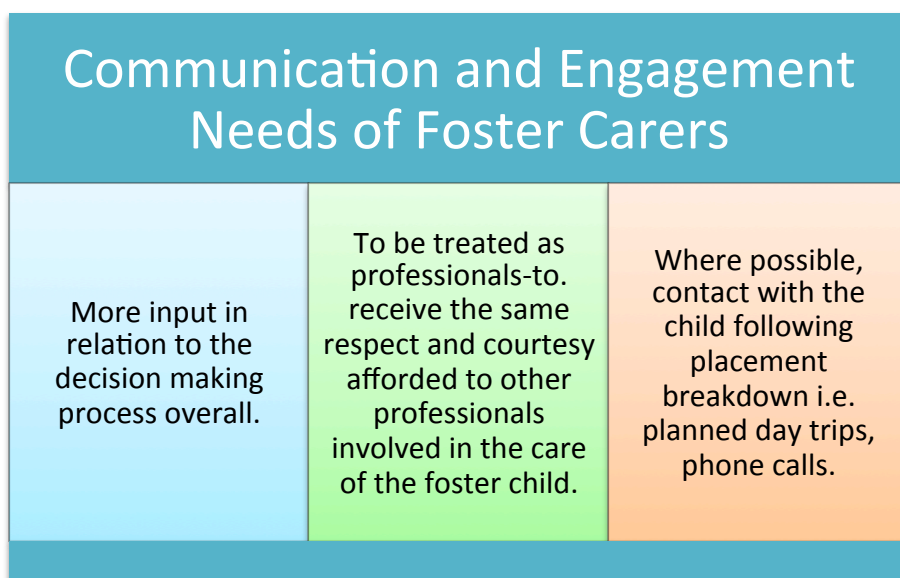 Communication and Engagement
Needs of Foster Carers
More input in
relation to the
decision making
process overall.
To be treated as
professionals-to.
receive the same
respect and courtesy
afforded to other
professionals
involved in the care
of the foster child.
Where possible,
contact with the
child following
placement
breakdown i.e.
planned day trips,
phone calls.